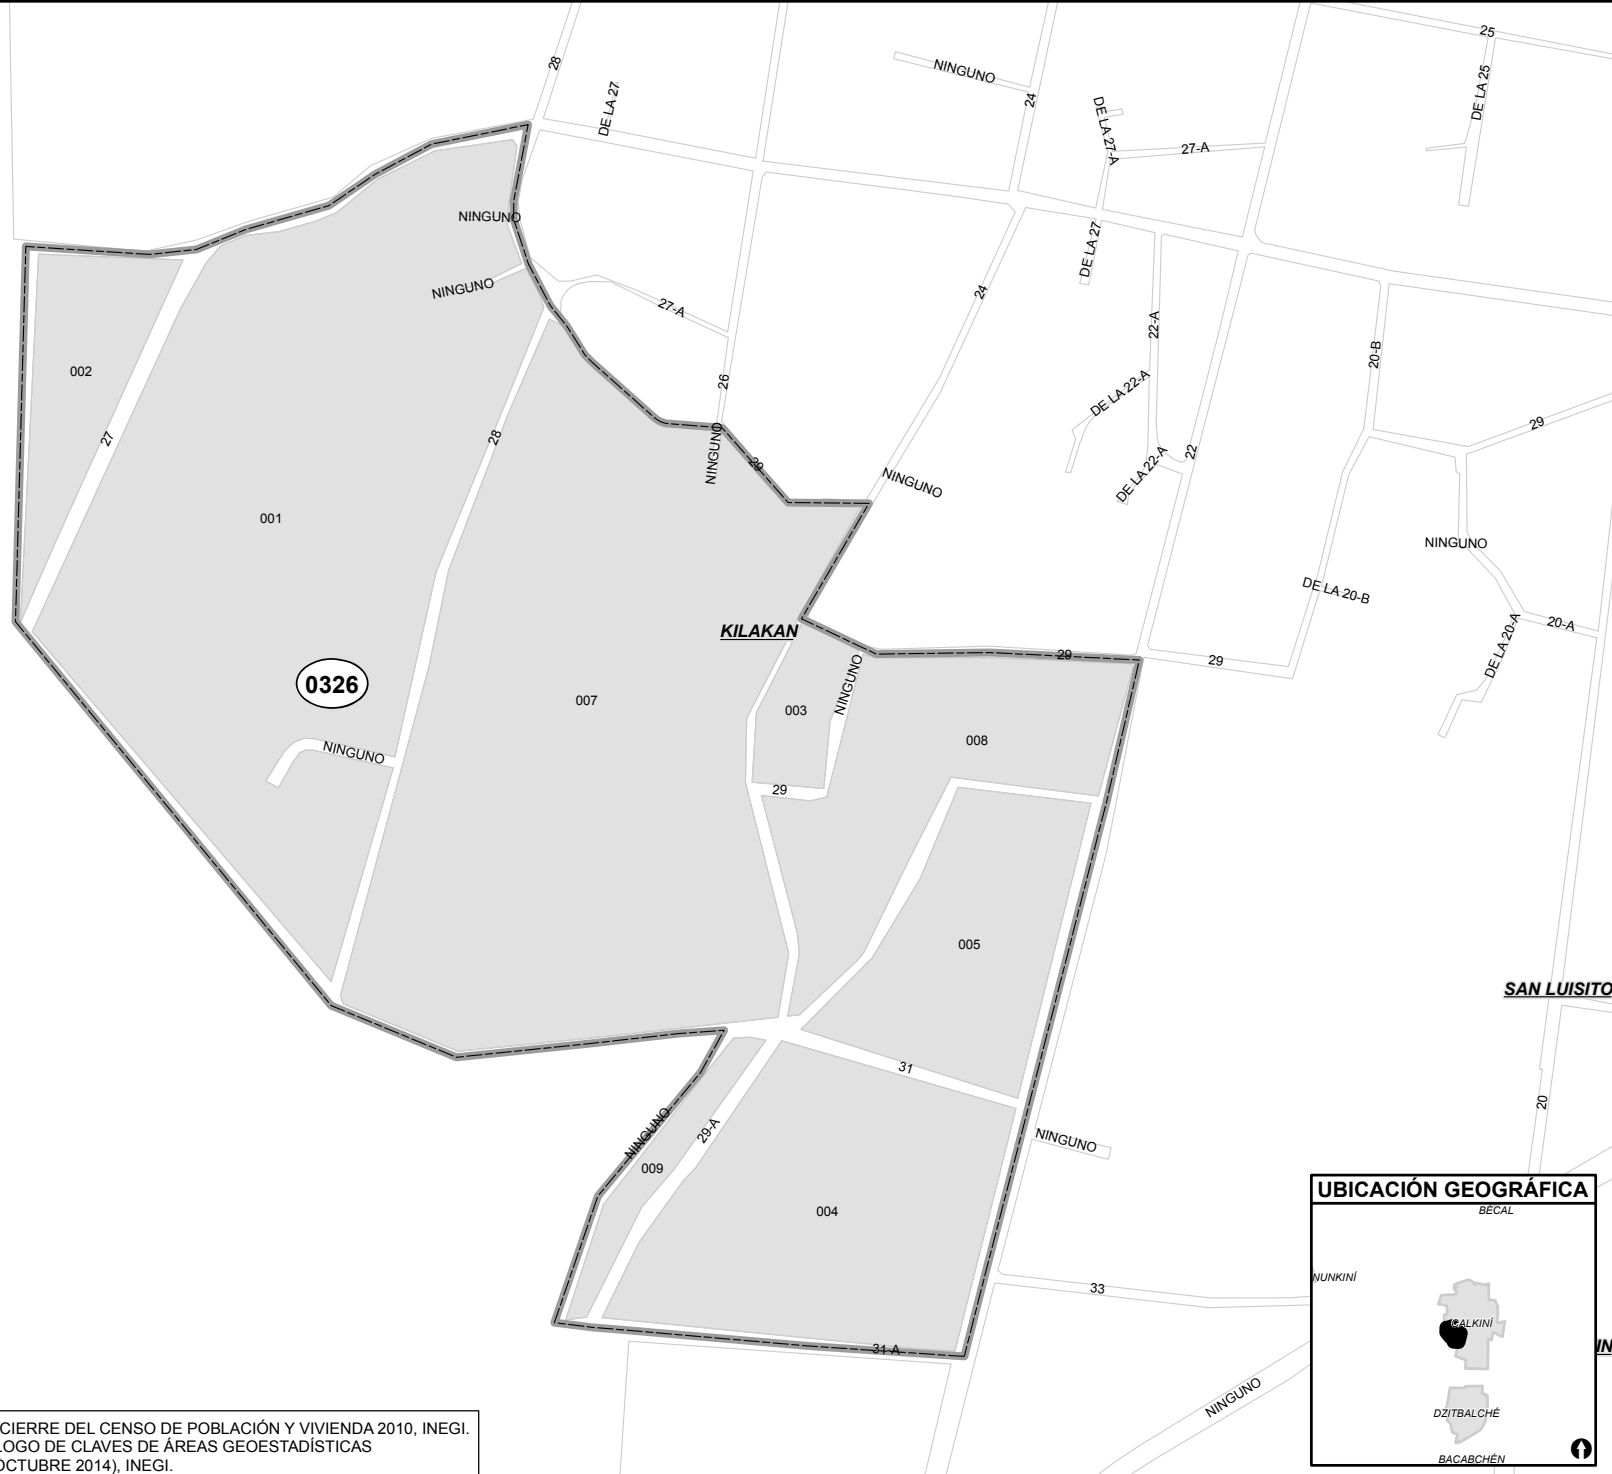 25
28
NINGUNO
DE LA 25
DE LA 27
24
DE LA 27-A
27-A
NINGUNO
DE LA 27
NINGUNO
24
27-A
22-A
20-B
002
26
DE LA 22-A
29
27
28
NINGUNO
29
22
DE LA 22-A
NINGUNO
001
NINGUNO
DE LA 20-B
20-A
KILAKAN
DE LA 20-A
29
29
0326
NINGUNO
007
003
008
NINGUNO
29
005
SAN LUISITO
31
20
29-A
NINGUNO
NINGUNO
009
004
33
31-A
NINGUNO
IN
UBICACIÓN GEOGRÁFICA
BÉCAL
NUNKINÍ
CALKINÍ
DZITBALCHÉ
BACABCHÉN
CIERRE DEL CENSO DE POBLACIÓN Y VIVIENDA 2010, INEGI.
LOGO DE CLAVES DE ÁREAS GEOESTADÍSTICAS
OCTUBRE 2014), INEGI.